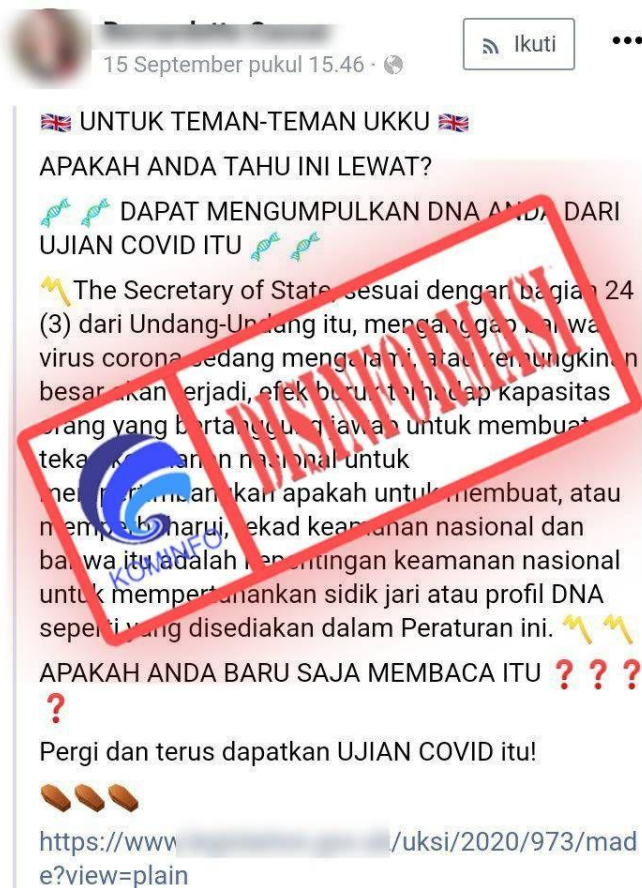 15 September pukul 15.46 ·
Ikuti
🇬🇧 UNTUK TEMAN-TEMAN UKKU 🇬🇧
APAKAH ANDA TAHU INI LEWAT?
🧬 🧬 DAPAT MENGUMPULKAN DNA ANDA DARI
UJIAN COVID ITU 🧬 🧬
〽️The Secretary of State, sesuai dengan bagian 24
(3) dari Undang-Undang itu, menganggap bahwa
virus corona sedang mengalami, atau kemungkinan
besar akan terjadi, efek buruk terhadap kapasitas
orang yang bertanggung jawab untuk membuat
tekad keamanan nasional untuk
mempertimbangkan apakah untuk membuat, atau
memperbaharui, tekad keamanan nasional dan
bahwa itu adalah kepentingan keamanan nasional
untuk mempertahankan sidik jari atau profil DNA
seperti yang disediakan dalam Peraturan ini. 〽️〽️
DISINFORMASI
KOMINFO
APAKAH ANDA BARU SAJA MEMBACA ITU ❓❓❓
❓
Pergi dan terus dapatkan UJIAN COVID itu!
⚰️⚰️⚰️
https://www
/uksi/2020/973/mad
e?view=plain